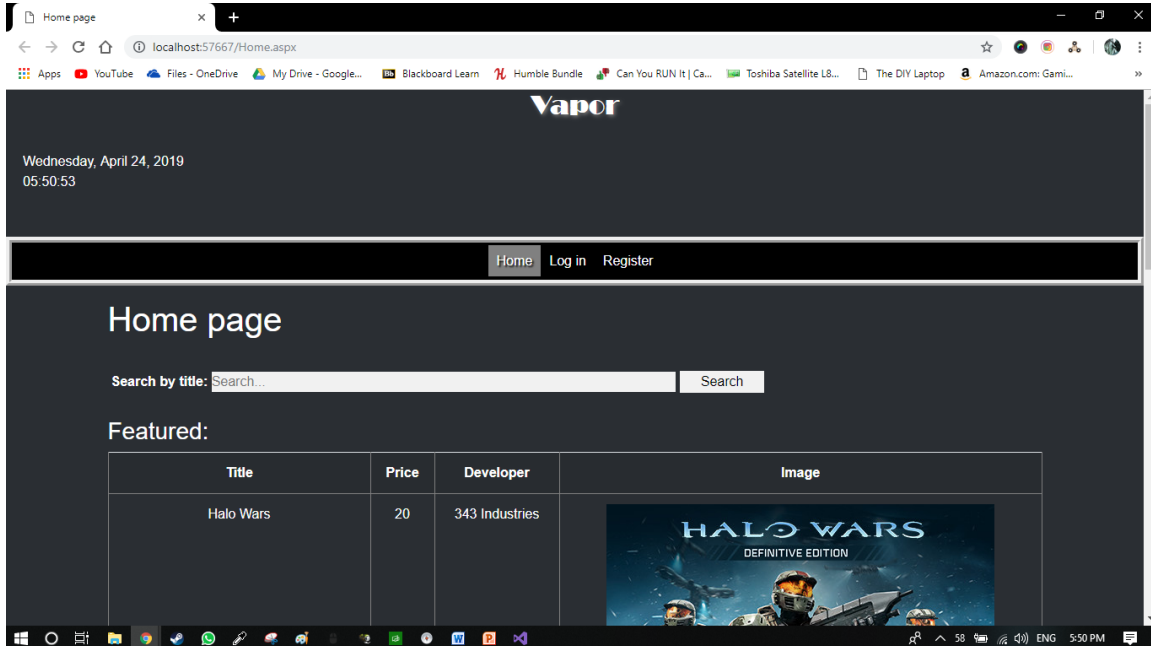 Home page
localhost:57667/Home.aspx
Apps YouTube Files - OneDrive My Drive - Google... Bb Blackboard Learn Humble Bundle Can You RUN It | Ca... Toshiba Satellite L8... The DIY Laptop Amazon.com: Gami... »
Vapor
Wednesday, April 24, 2019
05:50:53
Home Log in Register
Home page
Search by title: Search... Search
Featured:
Title Price Developer Image
Halo Wars 20 343 Industries
HALO WARS
DEFINITIVE EDITION
58 ENG 5:50 PM